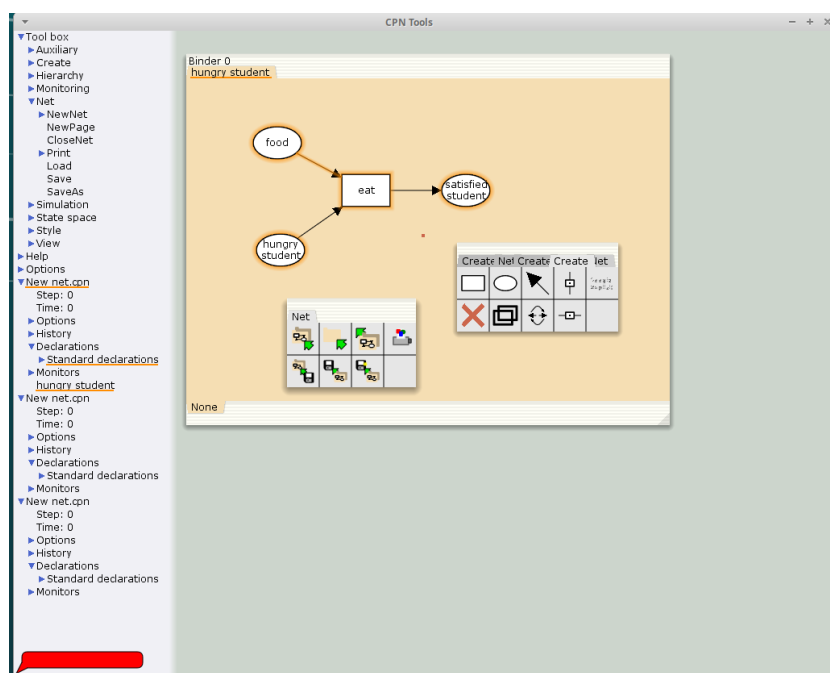 CPN Tools
Tool box
Auxiliary
Create
Hierarchy
Monitoring
Net
NewNet
NewPage
CloseNet
Print
Load
Save
SaveAs
Simulation
State space
Style
View
Help
Options
New net.cpn
Step: 0
Time: 0
Options
History
Declarations
Standard declarations
Monitors
hungry student
New net.cpn
Step: 0
Time: 0
Options
History
Declarations
Standard declarations
Monitors
New net.cpn
Step: 0
Time: 0
Options
History
Declarations
Standard declarations
Monitors
Binder 0
hungry student
food
eat
satisfied
student
hungry
student
Create Net Create Create
Net
None